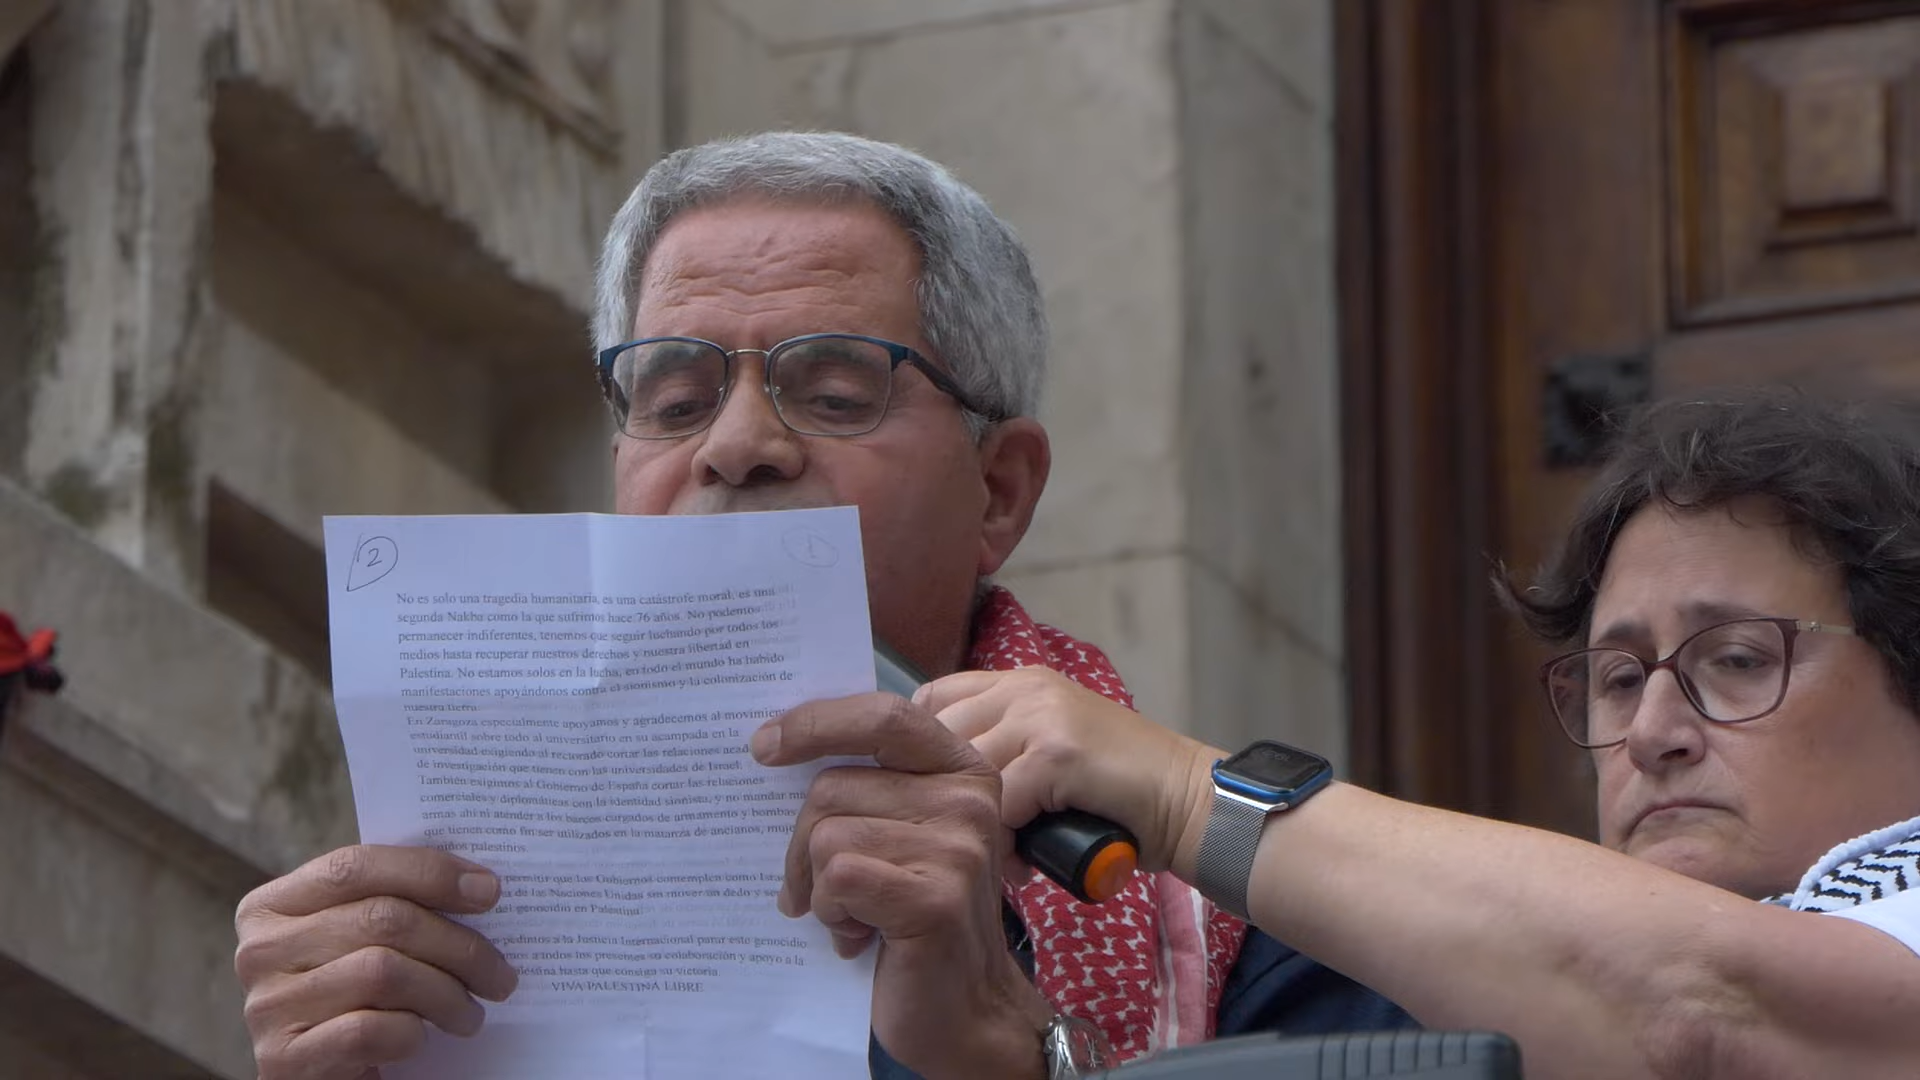 2
1
No es solo una tragedia humanitaria, es una catástrofe moral, es una
segunda Nakba como la que sufrimos hace 76 años. No podemos
permanecer indiferentes, tenemos que seguir luchando por todos los
medios hasta recuperar nuestros derechos y nuestra libertad en
Palestina. No estamos solos en la lucha, en todo el mundo ha habido
manifestaciones apoyándonos contra el sionismo y la colonización de
nuestra tierra.
En Zaragoza especialmente apoyamos y agradecemos al movimient
estudiantil sobre todo al universitario en su acampada en la
universidad exigiendo al rectorado cortar las relaciones acad
de investigación que tienen con las universidades de Israel.
También exigimos al Gobierno de España cortar las relaciones
comerciales y diplomáticas con la identidad sionista, y no mandar má
armas ahí ni atender a los barcos cargados de armamento y bombas
que tienen como fin ser utilizados en la matanza de ancianos, muje
niños palestinos.
permitir que los Gobiernos contemplen como Israe
de las Naciones Unidas sin mover un dedo y se
del genocidio en Palestina.
pedimos a la Justicia Internacional parar este genocidio
mos a todos los presentes su colaboración y apoyo a la
alestina hasta que consiga su victoria.
VIVA PALESTINA LIBRE